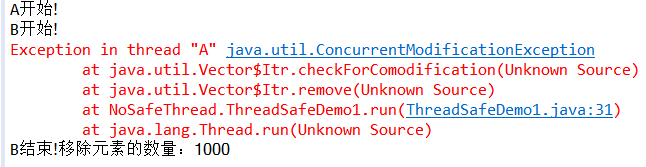 A开始!
B开始!
Exception in thread "A" java.util.ConcurrentModificationException
at java.util.Vector$Itr.checkForComodification(Unknown Source)
at java.util.Vector$Itr.remove(Unknown Source)
at NoSafeThread.ThreadSafeDemo1.run(ThreadSafeDemo1.java:31)
at java.lang.Thread.run(Unknown Source)
B结束!移除元素的数量：1000